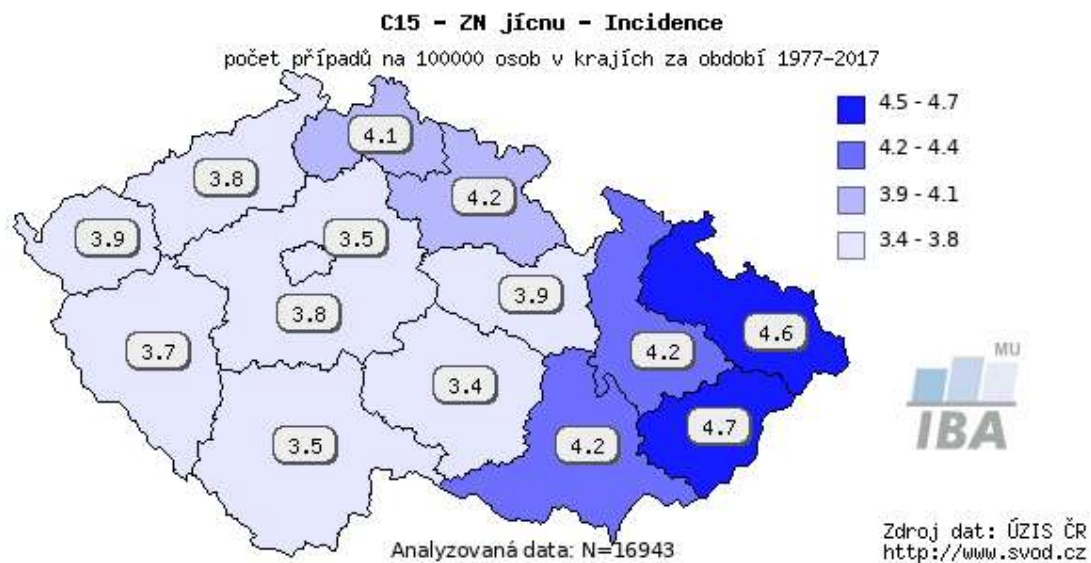 C15 - ZN jícnu - Incidence
počet případů na 100000 osob v krajích za období 1977-2017
4.5 - 4.7
4.2 - 4.4
3.9 - 4.1
3.4 - 3.8
4.1
3.8
4.2
3.9
3.5
3.9
3.8
4.6
3.7
4.2
3.4
4.7
3.5
4.2
MU
IBA
Analyzovaná data: N=16943
Zdroj dat: ÚZIS ČR
http://www.svod.cz